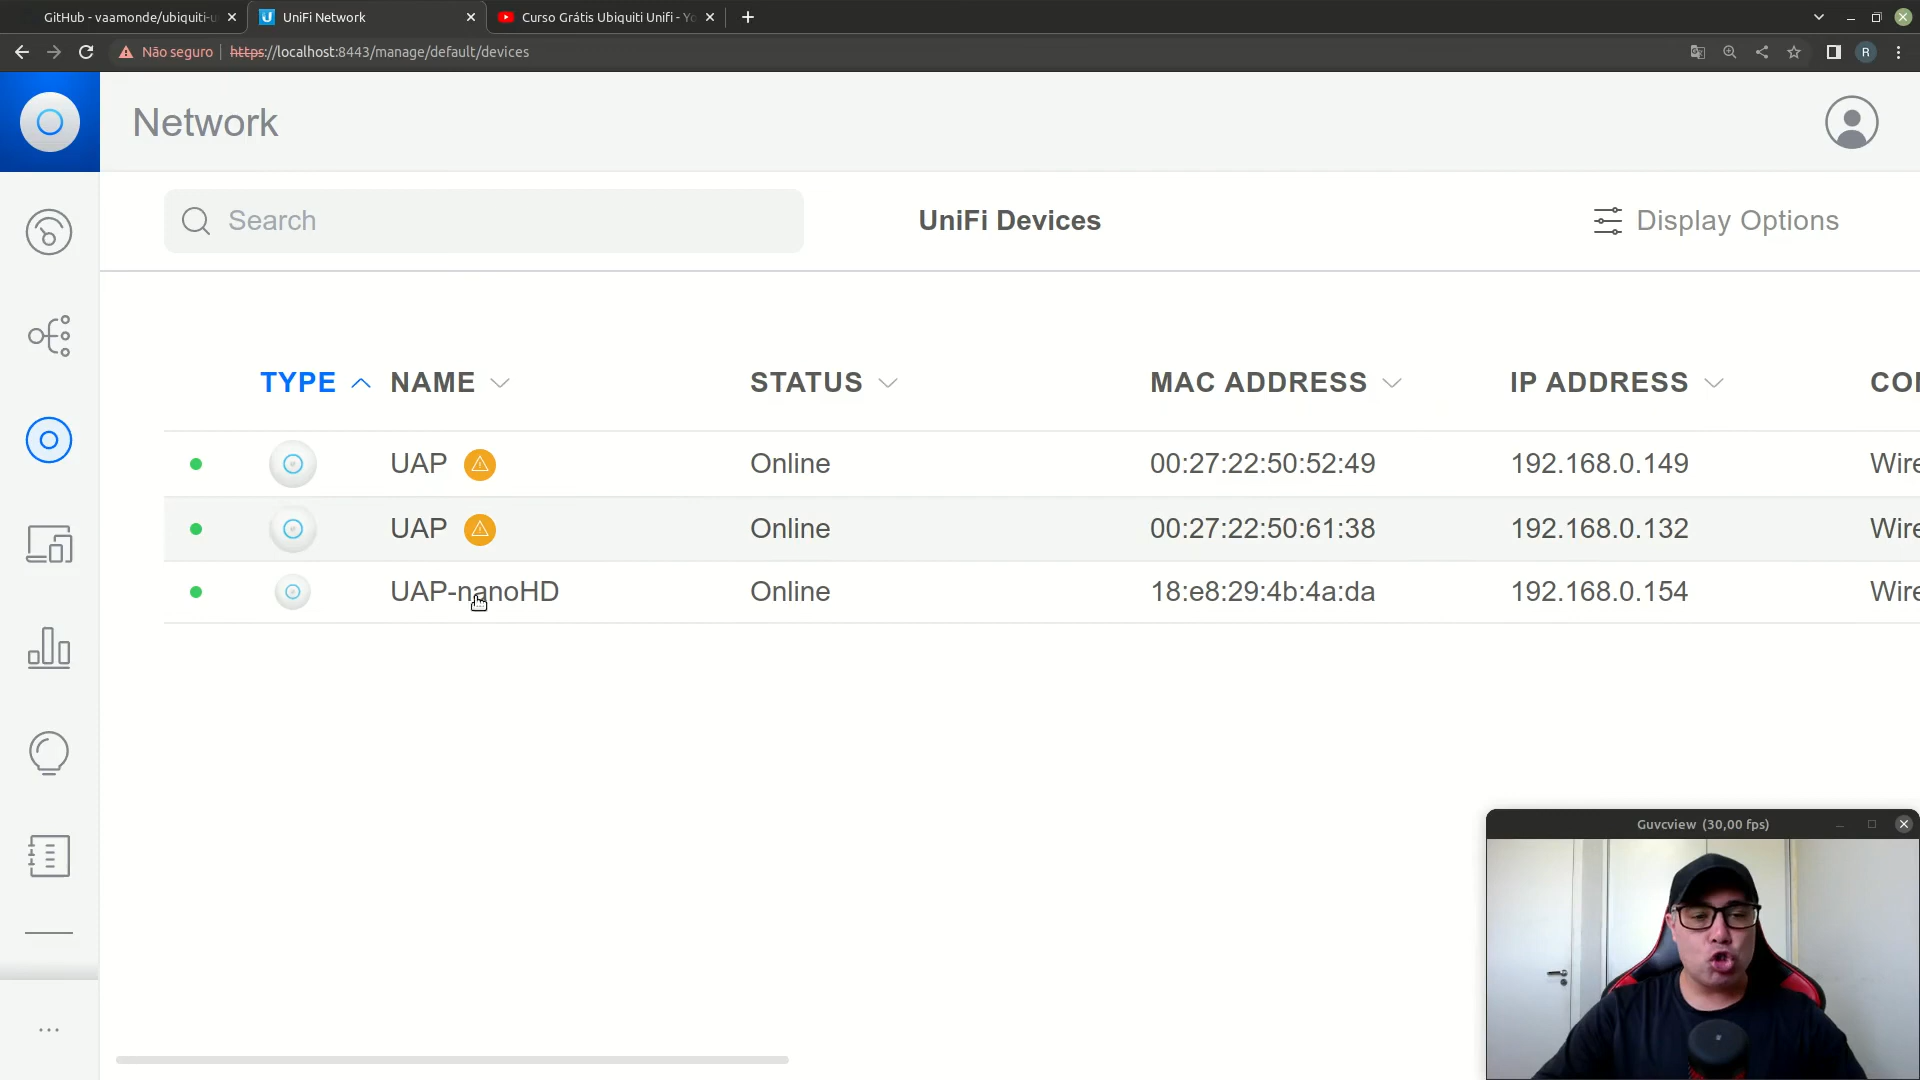 GitHub - vaamonde/ubiquiti-u
UniFi Network
Curso Grátis Ubiquiti Unifi - Yo
Não seguro
https://localhost:8443/manage/default/devices
R
Network
Search
UniFi Devices
Display Options
TYPE NAME STATUS MAC ADDRESS IP ADDRESS CON
UAP Online 00:27:22:50:52:49 192.168.0.149 Wire
UAP Online 00:27:22:50:61:38 192.168.0.132 Wire
UAP-nanoHD Online 18:e8:29:4b:4a:da 192.168.0.154 Wire
Guvcview (30,00 fps)